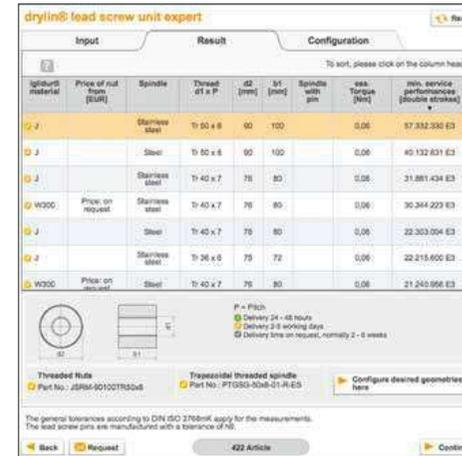 drylin® lead screw unit expert
Input Result Configuration
To sort, please click on the column head
material Price of nut from [EUR] Spindle Thread d1 x P d2 [mm] b1 [mm] Spindle with pin Torque [Nm] min. service performances [double strokes]
J Stainless steel Tr 50 x 8 90 100 0,06 57.332.330 E3
J Steel Tr 50 x 8 90 100 0,06 40.132.631 E3
J Stainless steel Tr 40 x 7 76 80 0,06 31.881.434 E3
W300 Price: on request Stainless steel Tr 40 x 7 76 80 0,06 30.344.223 E3
J Steel Tr 40 x 7 76 80 0,06 22.303.004 E3
J Stainless steel Tr 36 x 6 75 72 0,06 22.215.600 E3
W300 Price: on request Steel Tr 40 x 7 76 80 0,06 21.240.956 E3
P = Pitch
Delivery 24 - 48 hours
Delivery 2-5 working days
Delivery time on request, normally 2 - 6 weeks
d2 b1 d1
Threaded Nuts
Part No.: JSRM-90100TR50x8
Trapezoidal threaded spindle
Part No.: PTGSG-50x8-01-R-ES
Configure desired geometries here
The general tolerances according to DIN ISO 2768mK apply for the measurements.
The lead screw pins are manufactured with a tolerance of h9.
Back Request 422 Article Contin